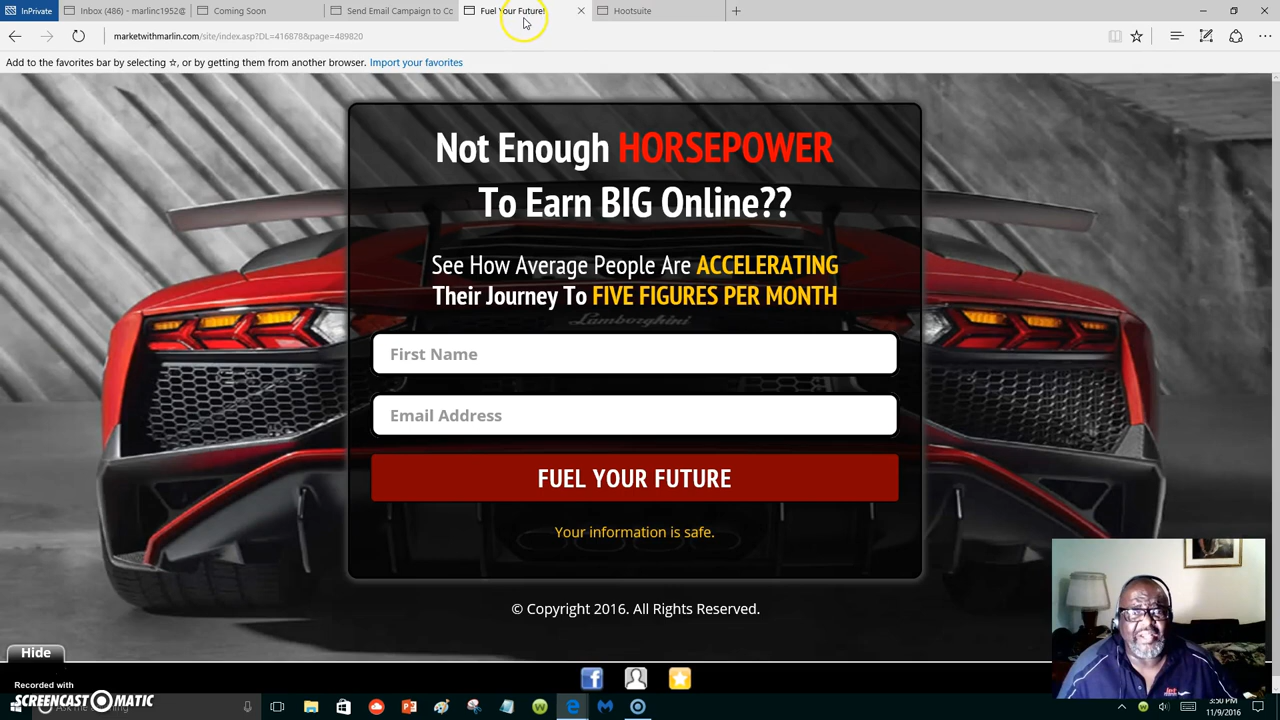 InPrivate
Inbox (486) - marlinc1952@
Coming Soon
Send Email Campaign to Co
Fuel Your Future!
Hootsuite
marketwithmarlin.com/site/index.asp?DL=416878&page=489820
Add to the favorites bar by selecting ☆, or by getting them from another browser. Import your favorites
Not Enough HORSEPOWER
To Earn BIG Online??
See How Average People Are ACCELERATING
Their Journey To FIVE FIGURES PER MONTH
Lamborghini
First Name
Email Address
FUEL YOUR FUTURE
Your information is safe.
© Copyright 2016. All Rights Reserved.
Hide
Recorded with
SCREENCAST-O-MATIC
3:50 PM
11/9/2016